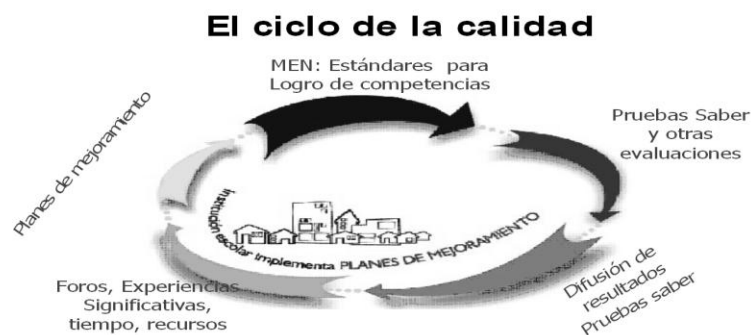 El ciclo de la calidad
MEN: Estándares para
Logro de competencias
Pruebas Saber
y otras
evaluaciones
Difusión de
resultados
Pruebas saber
Foros, Experiencias
Significativas,
tiempo, recursos
Planes de mejoramiento
institución escolar implementa PLANES DE MEJORAMIENTO